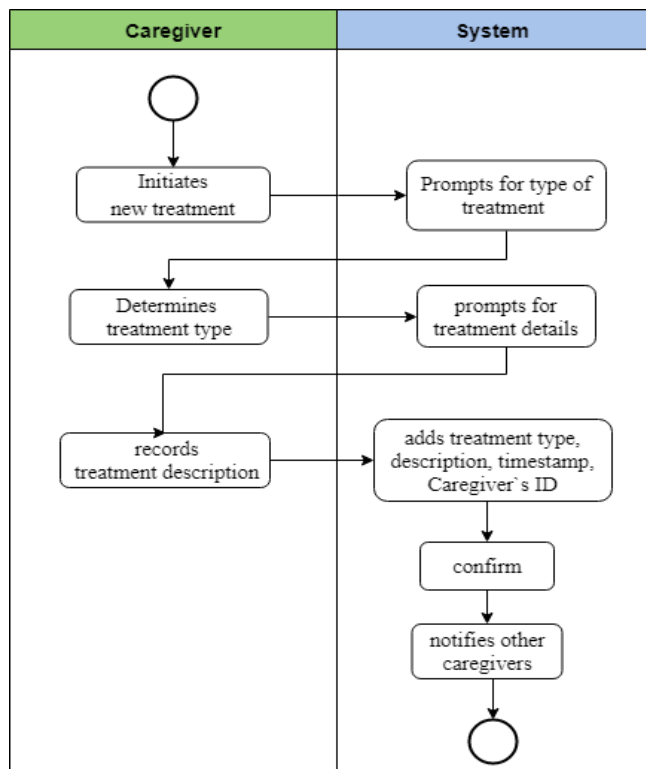 Caregiver
System
Initiates
new treatment
Prompts for type of
treatment
Determines
treatment type
prompts for
treatment details
records
treatment description
adds treatment type,
description, timestamp,
Caregiver`s ID
confirm
notifies other
caregivers